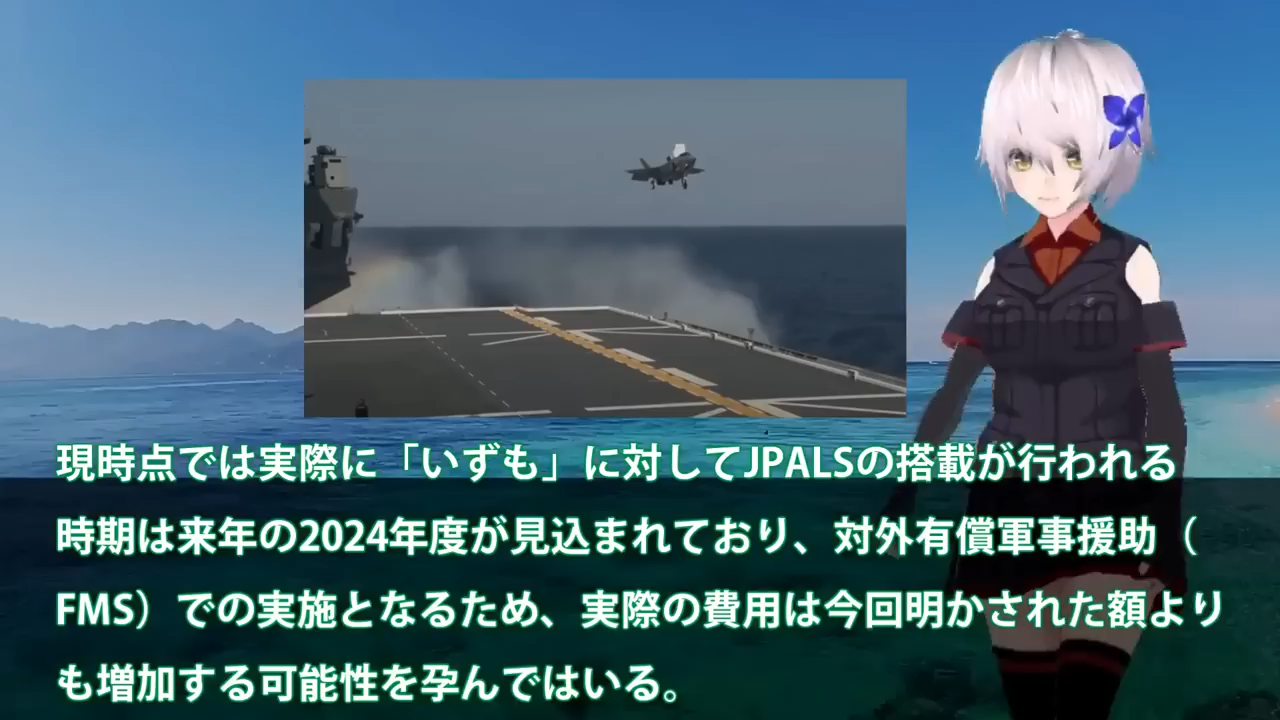 現時点では実際に「いずも」に対してJPALSの搭載が行われる
時期は来年の2024年度が見込まれており、対外有償軍事援助（
FMS）での実施となるため、実際の費用は今回明かされた額より
も増加する可能性を孕んではいる。